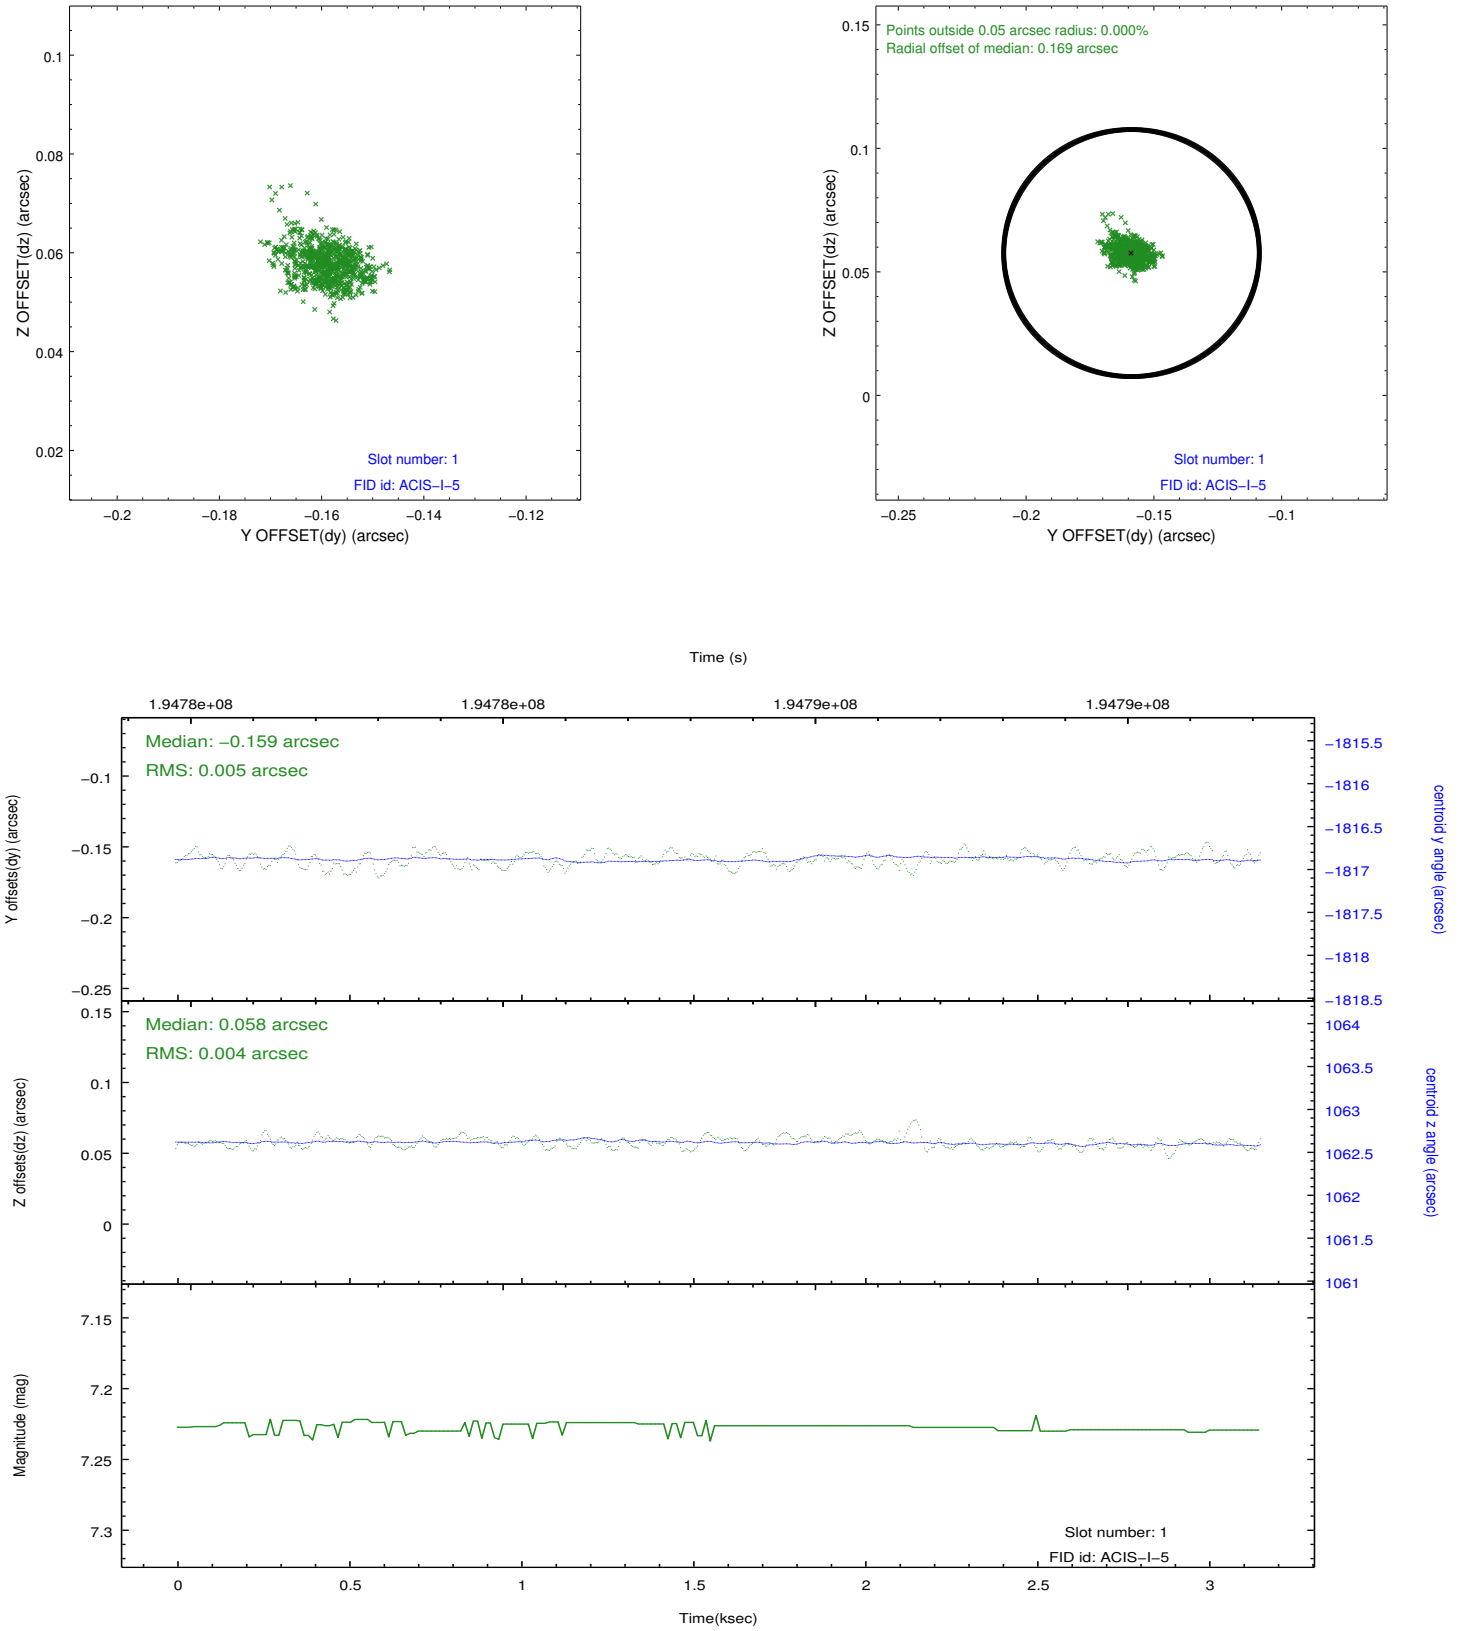 0.1
0.08
0.06
0.04
0.02
Z OFFSET(dz) (arcsec)
Slot number: 1
FID id: ACIS−I−5
−0.2 −0.18 −0.16 −0.14 −0.12
Y OFFSET(dy) (arcsec)
Points outside 0.05 arcsec radius: 0.000%
Radial offset of median: 0.169 arcsec
0.15
0.1
0.05
0
Z OFFSET(dz) (arcsec)
Slot number: 1
FID id: ACIS−I−5
−0.25 −0.2 −0.15 −0.1
Y OFFSET(dy) (arcsec)
Time (s)
1.9478e+08 1.9478e+08 1.9479e+08 1.9479e+08
Median: −0.159 arcsec
RMS: 0.005 arcsec
−0.1
−0.15
−0.2
−0.25
Y offsets(dy) (arcsec)
−1815.5
−1816
−1816.5
−1817
−1817.5
−1818
−1818.5
centroid y angle (arcsec)
Median: 0.058 arcsec
RMS: 0.004 arcsec
0.15
0.1
0.05
0
Z offsets(dz) (arcsec)
1064
1063.5
1063
1062.5
1062
1061.5
1061
centroid z angle (arcsec)
7.15
7.2
7.25
7.3
Magnitude (mag)
Slot number: 1
FID id: ACIS−I−5
0 0.5 1 1.5 2 2.5 3
Time(ksec)